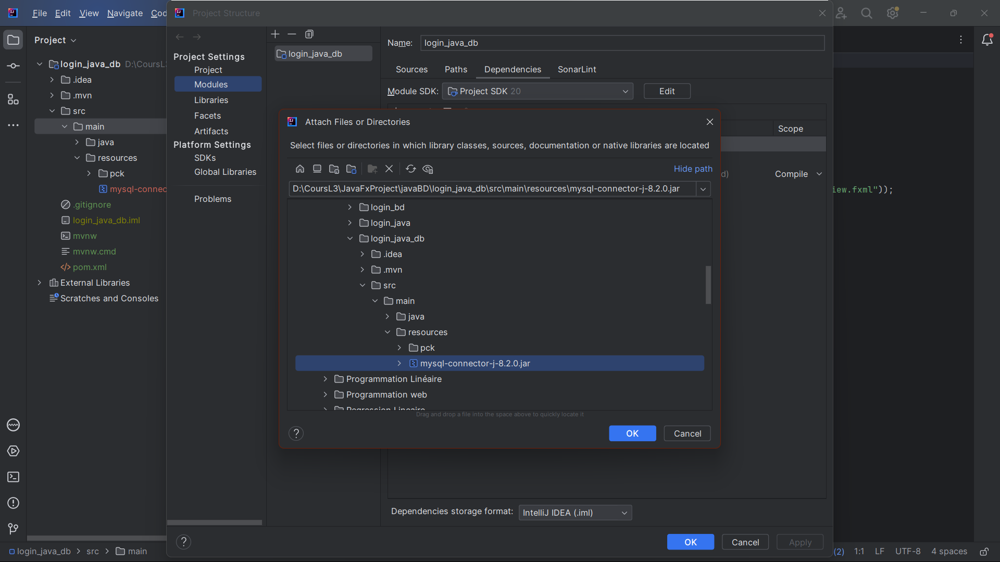 File Edit View Navigate Cod
Project
login_java_db D:\CoursL
.idea
.mvn
src
main
java
resources
pck
mysql-connec
.gitignore
login_java_db.iml
mvnw
mvnw.cmd
pom.xml
External Libraries
Scratches and Consoles
Project Structure
Project Settings
Project
Modules
Libraries
Facets
Artifacts
Platform Settings
SDKs
Global Libraries
Problems
login_java_db
Name: login_java_db
Sources Paths Dependencies SonarLint
Module SDK: Project SDK 20 Edit
Scope
d) Compile
iew.fxml"));
Attach Files or Directories
Select files or directories in which library classes, sources, documentation or native libraries are located
Hide path
D:\CoursL3\JavaFxProject\javaBD\login_java_db\src\main\resources\mysql-connector-j-8.2.0.jar
login_bd
login_java
login_java_db
.idea
.mvn
src
main
java
resources
pck
mysql-connector-j-8.2.0.jar
Programmation Linéaire
Programmation web
Regression Lineaire
Drag and drop a file into the space above to quickly locate it
? OK Cancel
Dependencies storage format: IntelliJ IDEA (.iml)
? OK Cancel Apply
login_java_db > src > main
(2) 1:1 LF UTF-8 4 spaces